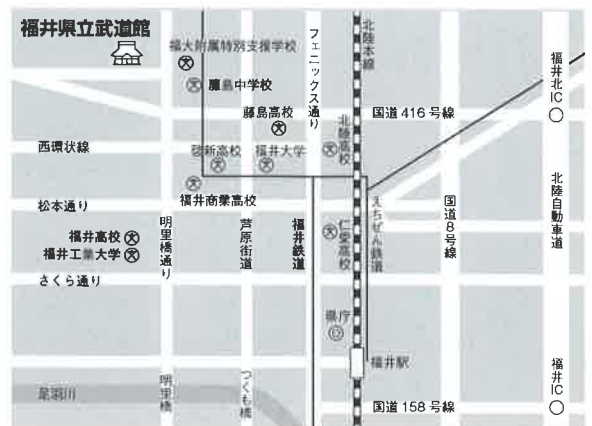 福井県立武道館
福大附属特別支援学校
藤島中学校
フェニックス通り
北陸本線
福井北IC
藤島高校
国道416号線
北陸高校
西環状線
啓新高校
福井大学
福井商業高校
松本通り
明里橋通り
芦原街道
福井鉄道
仁愛高校
えちぜん鉄道
国道8号線
北陸自動車道
福井高校
福井工業大学
さくら通り
県庁
福井駅
足羽川
明里橋
つくも橋
国道158号線
福井IC